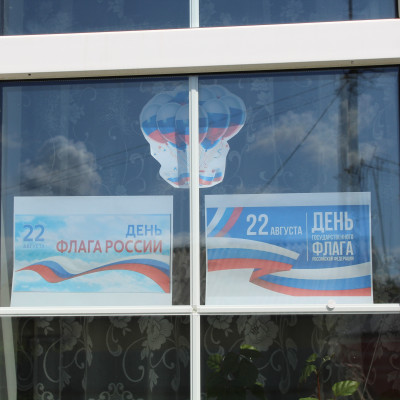 22
АВГУСТА
ДЕНЬ
ФЛАГА РОССИИ
22 АВГУСТА
ДЕНЬ
ГОСУДАРСТВЕННОГО
ФЛАГА
РОССИЙСКОЙ ФЕДЕРАЦИИ